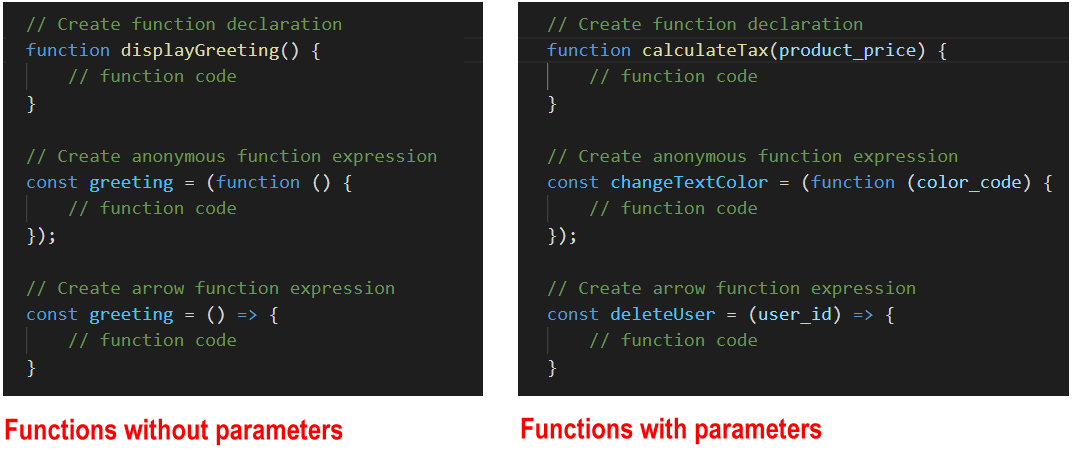 // Create function declaration
function displayGreeting() {
// function code
}
// Create anonymous function expression
const greeting = (function () {
// function code
});
// Create arrow function expression
const greeting = () => {
// function code
}
Functions without parameters
// Create function declaration
function calculateTax(product_price) {
// function code
}
// Create anonymous function expression
const changeTextColor = (function (color_code) {
// function code
});
// Create arrow function expression
const deleteUser = (user_id) => {
// function code
}
Functions with parameters